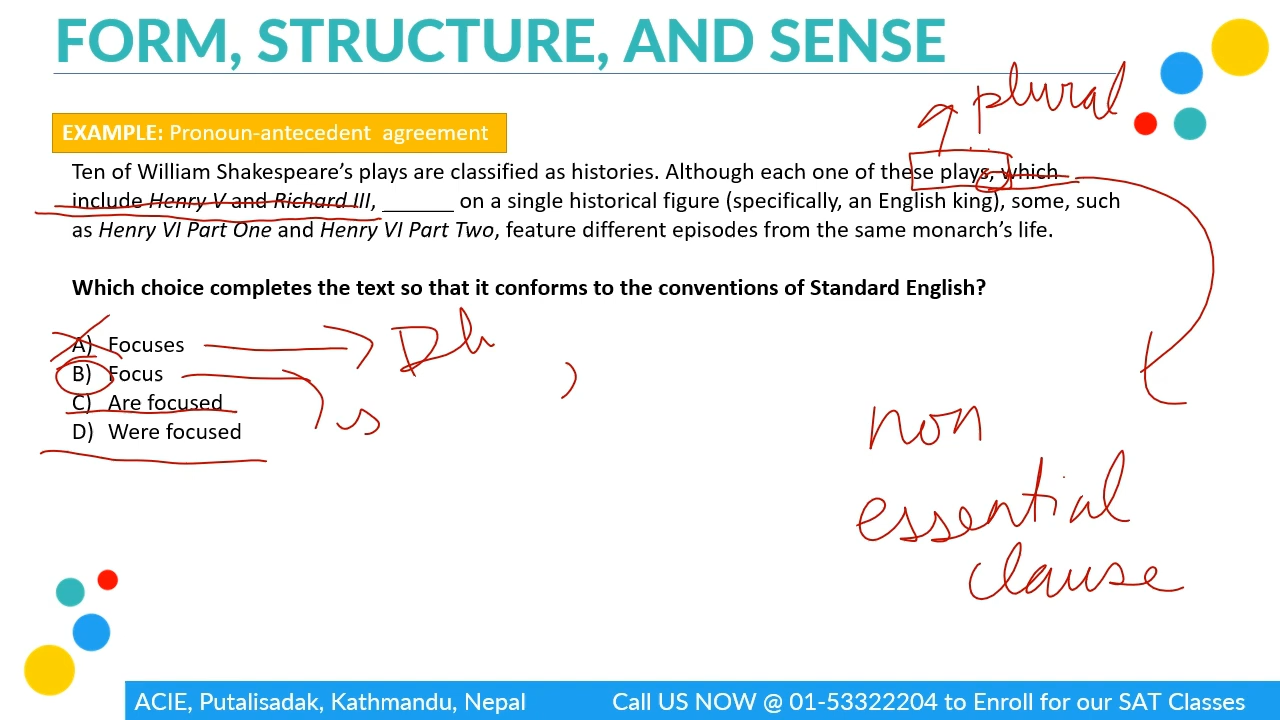 FORM, STRUCTURE, AND SENSE
plural
EXAMPLE: Pronoun-antecedent agreement
Ten of William Shakespeare's plays are classified as histories. Although each one of these plays, which
include Henry V and Richard III, ______ on a single historical figure (specifically, an English king), some, such
as Henry VI Part One and Henry VI Part Two, feature different episodes from the same monarch's life.
Which choice completes the text so that it conforms to the conventions of Standard English?
A) Focuses
B) Focus
C) Are focused
D) Were focused
non
essential
clause
ACIE, Putalisadak, Kathmandu, Nepal
Call US NOW @ 01-53322204 to Enroll for our SAT Classes